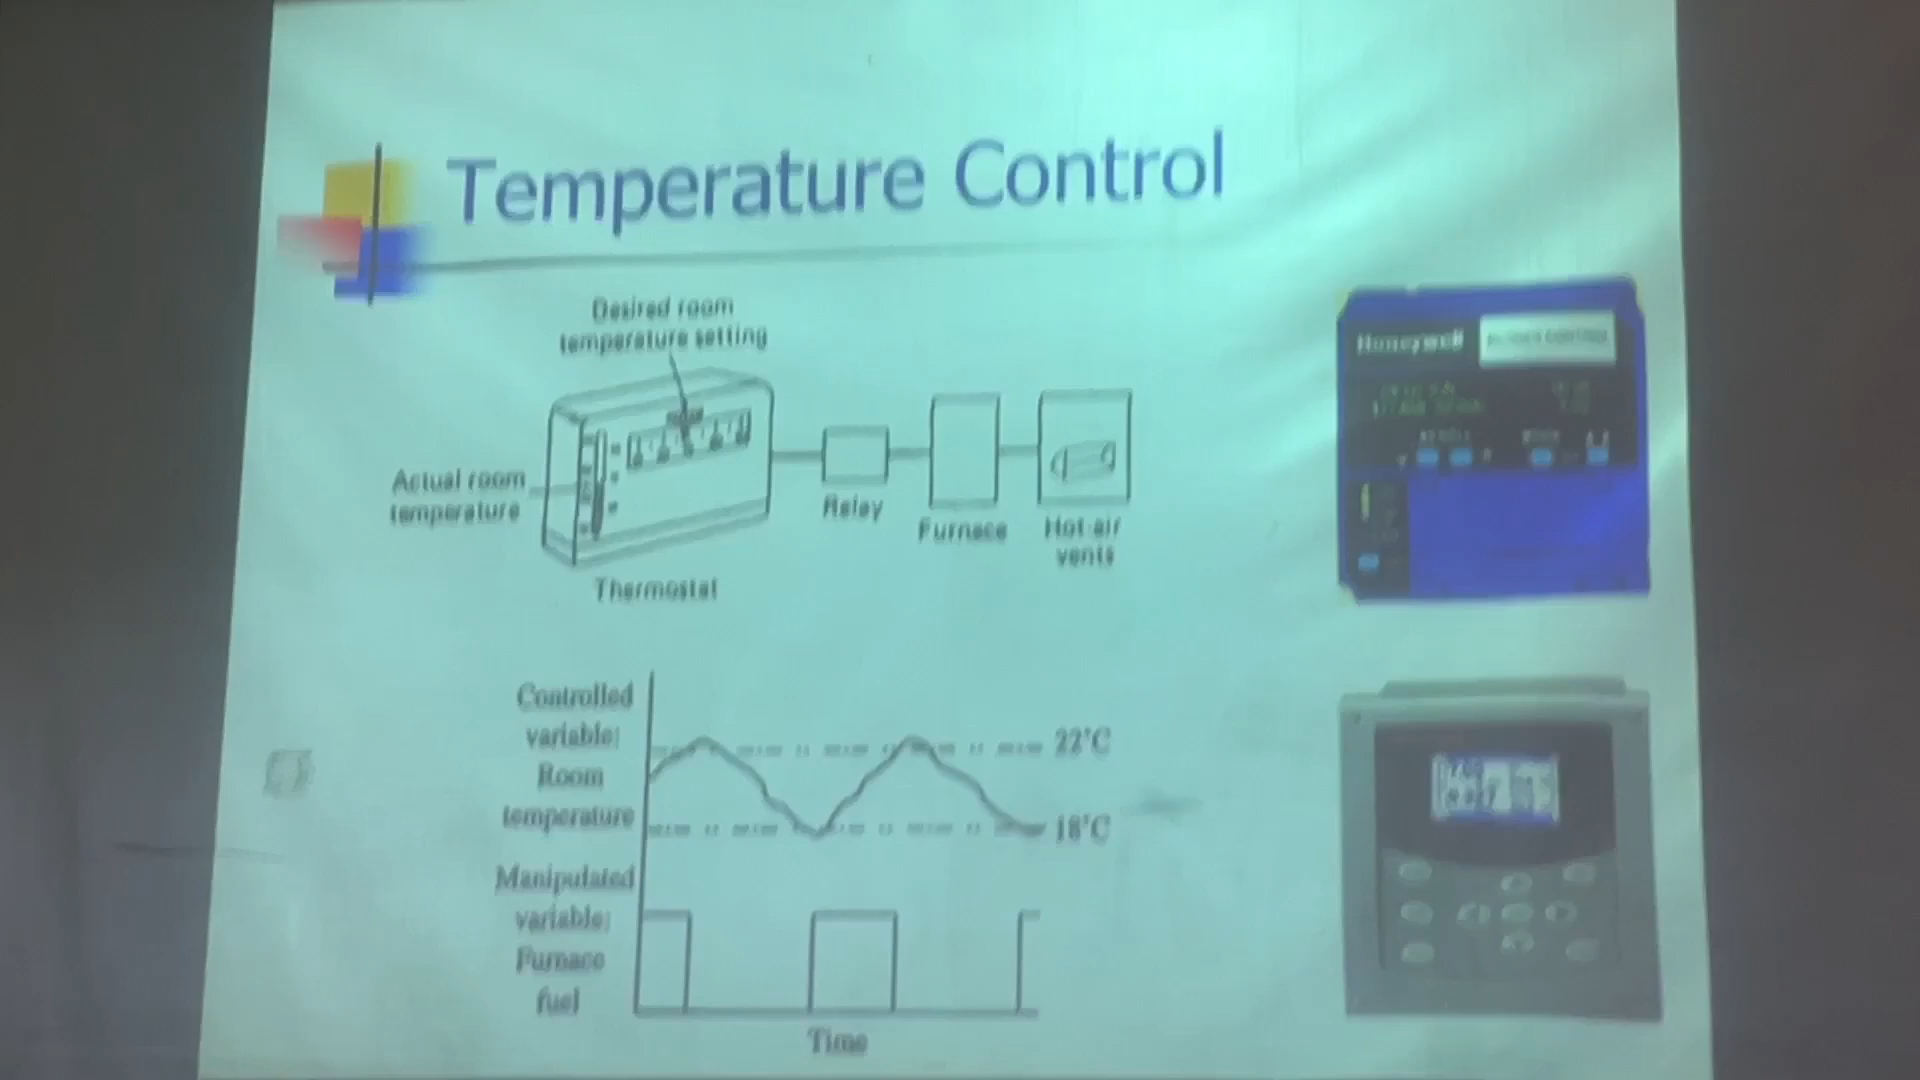 Temperature Control
Desired room
temperature setting
Actual room
temperature
Relay
Furnace
Hot-air
vents
Thermostat
Honeywell
Controlled
variable:
Room
temperature
22°C
18°C
Manipulated
variable:
Furnace
fuel
Time